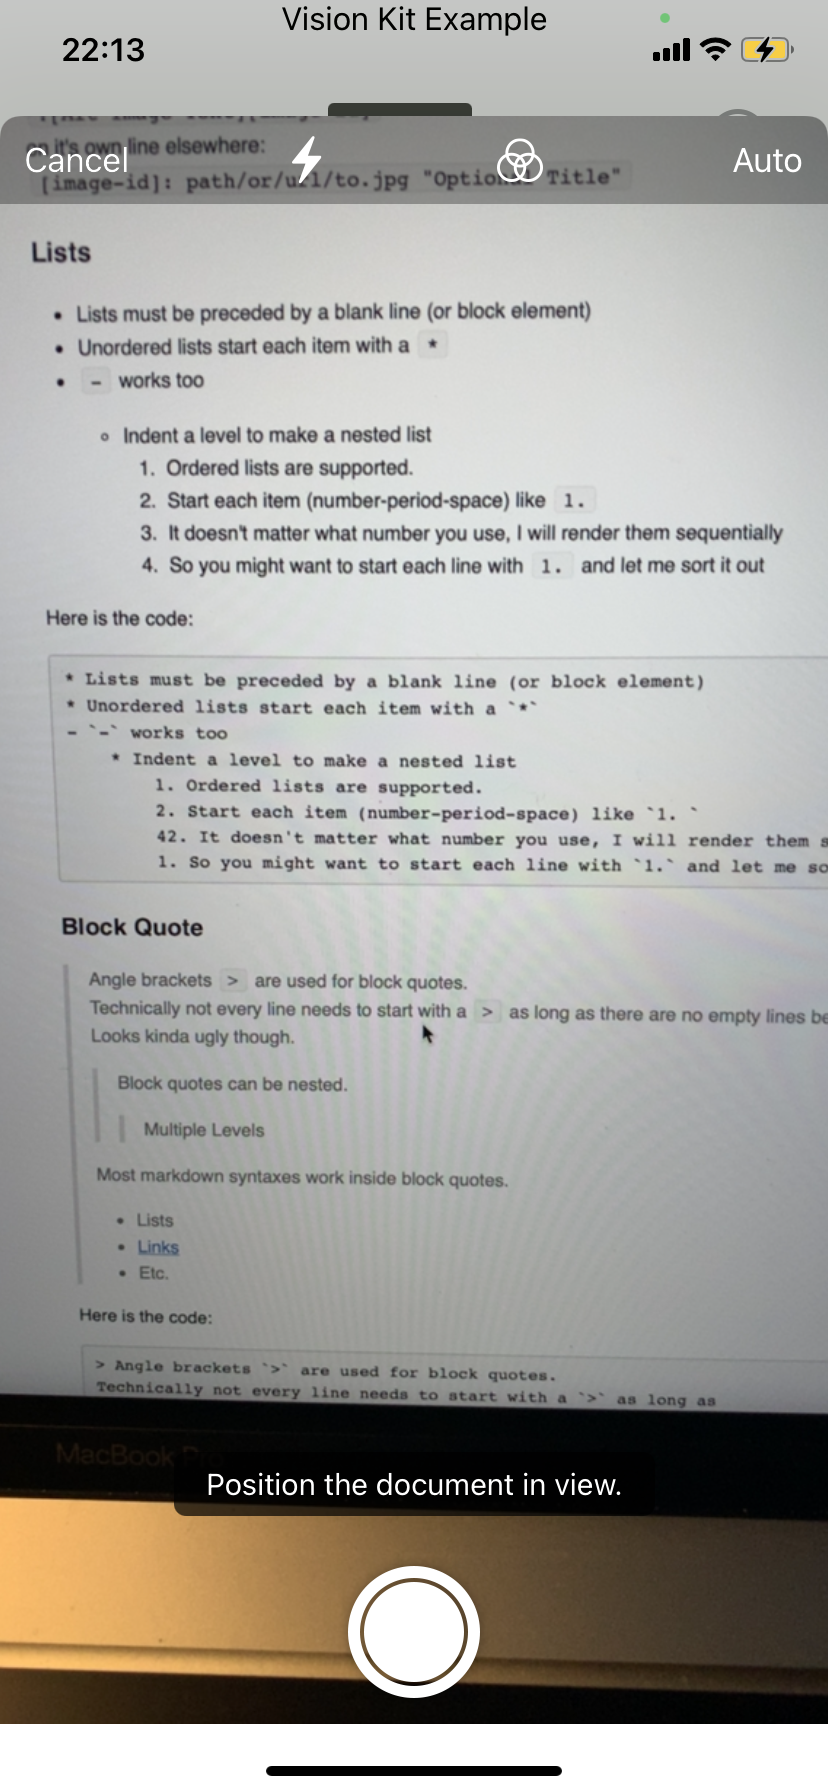 Vision Kit Example
22:13
on it's own line elsewhere:
Cancel
Auto
[image-id]: path/or/url/to.jpg "Optional Title"
Lists
• Lists must be preceded by a blank line (or block element)
• Unordered lists start each item with a *
• - works too
◦ Indent a level to make a nested list
1. Ordered lists are supported.
2. Start each item (number-period-space) like 1.
3. It doesn't matter what number you use, I will render them sequentially
4. So you might want to start each line with 1. and let me sort it out
Here is the code:
* Lists must be preceded by a blank line (or block element)
* Unordered lists start each item with a `*`
- `-` works too
* Indent a level to make a nested list
1. Ordered lists are supported.
2. Start each item (number-period-space) like `1. `
42. It doesn't matter what number you use, I will render them s
1. So you might want to start each line with `1.` and let me so
Block Quote
Angle brackets > are used for block quotes.
Technically not every line needs to start with a > as long as there are no empty lines be
Looks kinda ugly though.
Block quotes can be nested.
Multiple Levels
Most markdown syntaxes work inside block quotes.
• Lists
• Links
• Etc.
Here is the code:
> Angle brackets `>` are used for block quotes.
Technically not every line needs to start with a `>` as long as
MacBook Pro
Position the document in view.